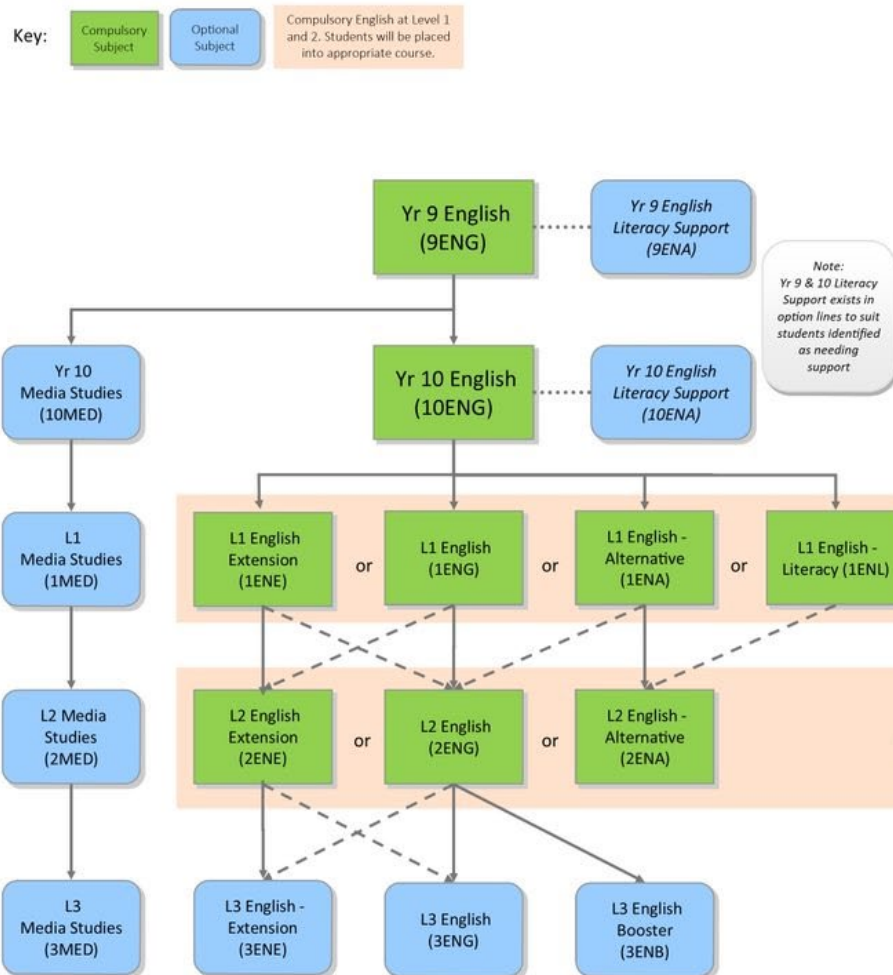 Key:
Compulsory
Subject
Optional
Subject
Compulsory English at Level 1
and 2. Students will be placed
into appropriate course.
Yr 9 English
(9ENG)
Yr 9 English
Literacy Support
(9ENA)
Note:
Yr 9 & 10 Literacy
Support exists in
option lines to suit
students identified
as needing
support
Yr 10
Media Studies
(10MED)
Yr 10 English
(10ENG)
Yr 10 English
Literacy Support
(10ENA)
L1
Media Studies
(1MED)
L1 English
Extension
(1ENE)
or
L1 English
(1ENG)
or
L1 English -
Alternative
(1ENA)
or
L1 English -
Literacy (1ENL)
L2 Media
Studies
(2MED)
L2 English
Extension
(2ENE)
or
L2 English
(2ENG)
or
L2 English -
Alternative
(2ENA)
L3
Media Studies
(3MED)
L3 English -
Extension
(3ENE)
L3 English
(3ENG)
L3 English
Booster
(3ENB)